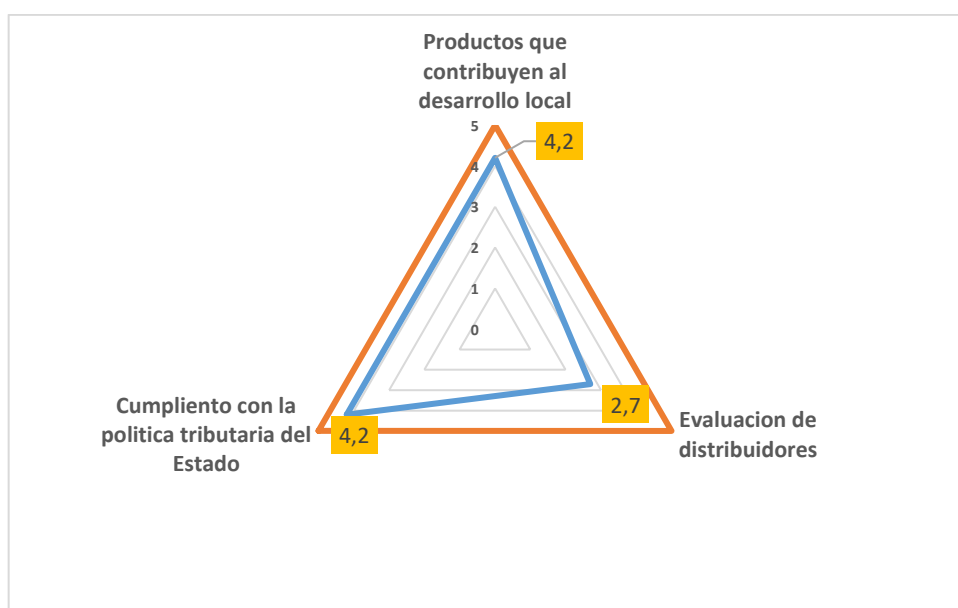 Productos que
contribuyen al
desarrollo local
5
4,2
4
3
2
1
0
Cumpliento con la
politica tributaria del
Estado
4,2
2,7
Evaluacion de
distribuidores